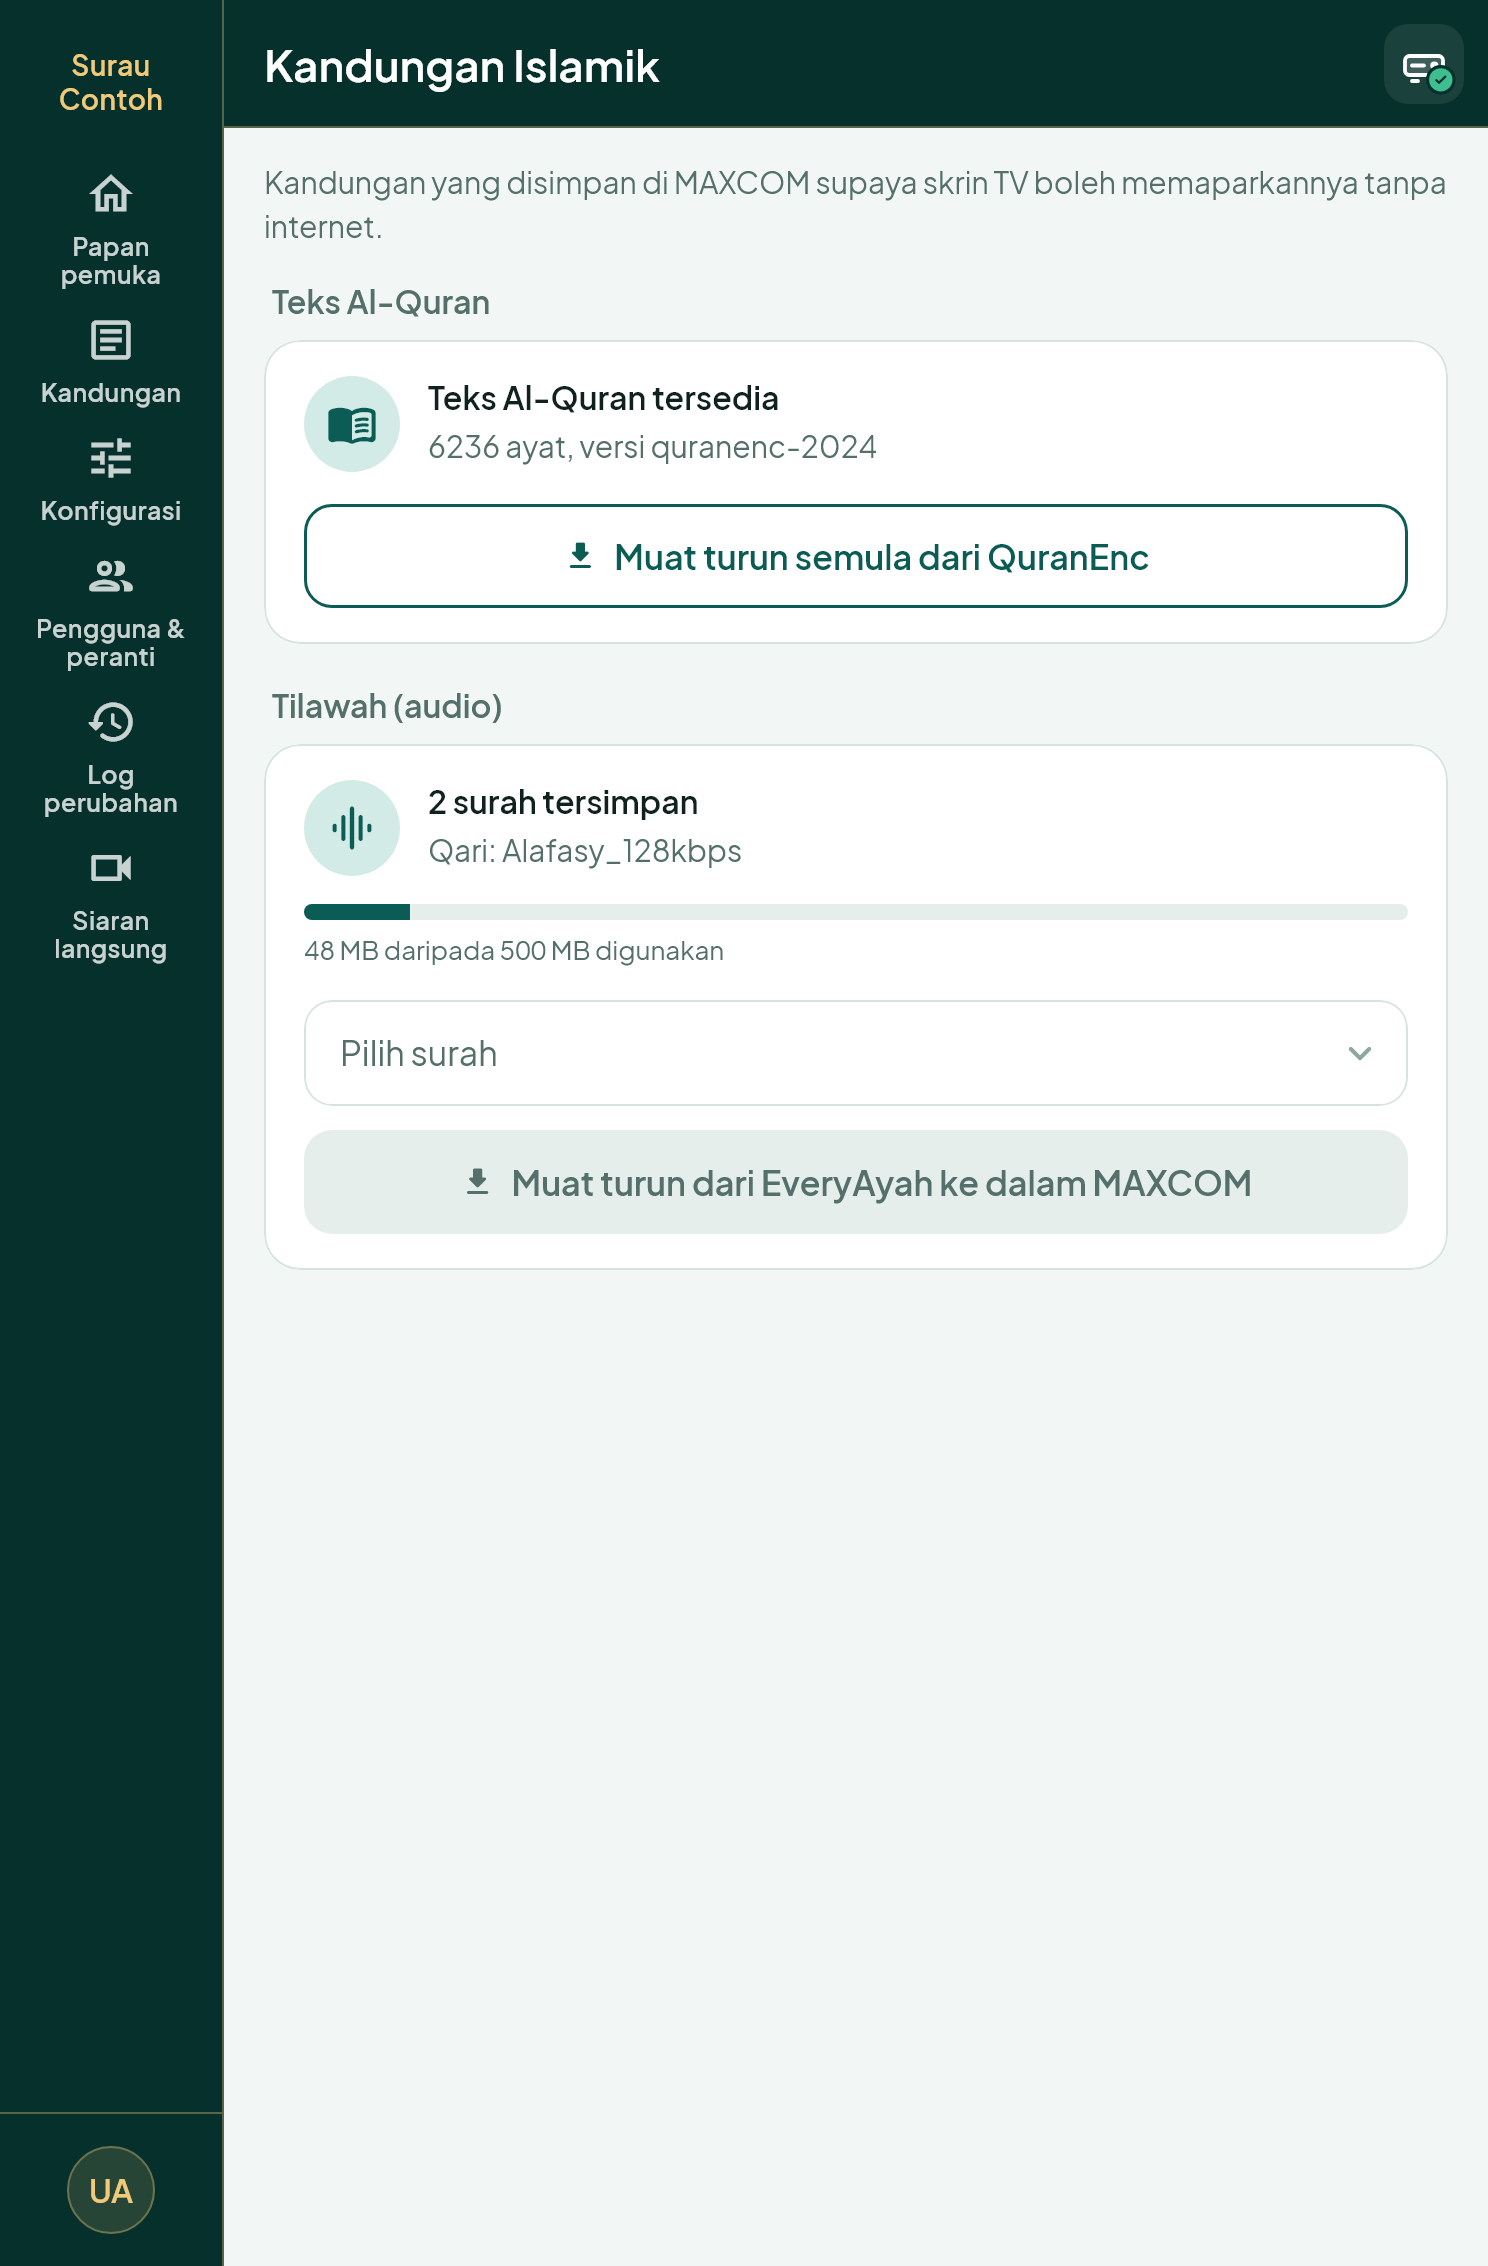 Surau
Contoh
Papan
pemuka
Kandungan
Konfigurasi
Pengguna &
peranti
Log
perubahan
Siaran
langsung
UA
Kandungan Islamik
Kandungan yang disimpan di MAXCOM supaya skrin TV boleh memaparkannya tanpa
internet.
Teks Al-Quran
Teks Al-Quran tersedia
6236 ayat, versi quranenc-2024
Muat turun semula dari QuranEnc
Tilawah (audio)
2 surah tersimpan
Qari: Alafasy_128kbps
48 MB daripada 500 MB digunakan
Pilih surah
Muat turun dari EveryAyah ke dalam MAXCOM